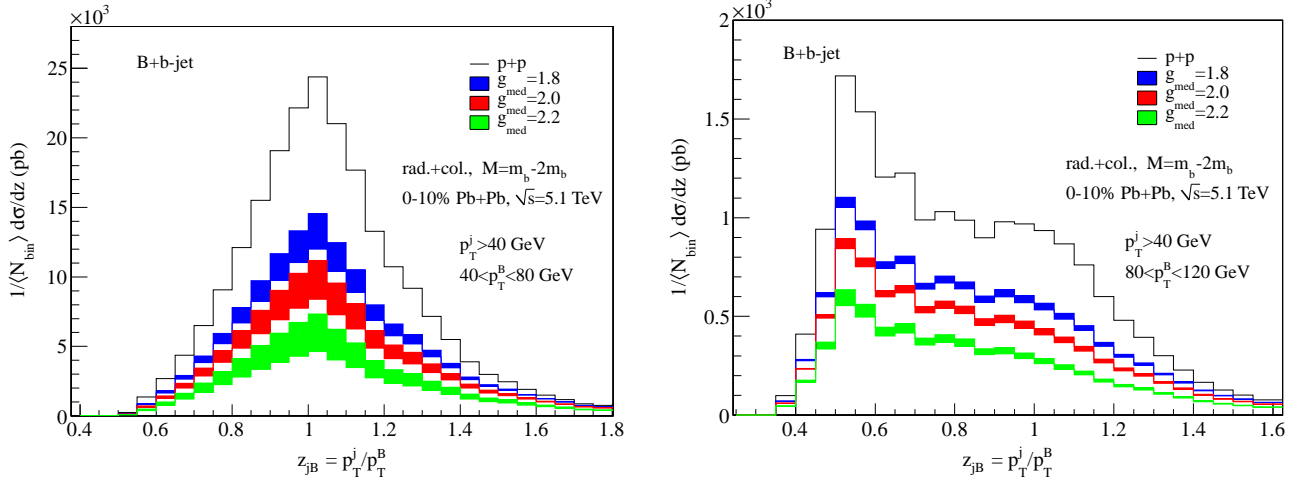 ×10³
25
20
15
10
5000
0
1/⟨N_bin⟩ dσ/dz (pb)
B+b-jet
p+p
g_med=1.8
g_med=2.0
g_med=2.2
rad.+col., M=m_b-2m_b
0-10% Pb+Pb, √s=5.1 TeV
p_T^j>40 GeV
40<p_T^B<80 GeV
0.4 0.6 0.8 1 1.2 1.4 1.6 1.8
z_jB = p_T^j/p_T^B
2×10³
1.5
1×10³
0.5
0
1/⟨N_bin⟩ dσ/dz (pb)
B+b-jet
p+p
g_med=1.8
g_med=2.0
g_med=2.2
rad.+col., M=m_b-2m_b
0-10% Pb+Pb, √s=5.1 TeV
p_T^j>40 GeV
80<p_T^B<120 GeV
0.4 0.6 0.8 1 1.2 1.4 1.6
z_jB = p_T^j/p_T^B